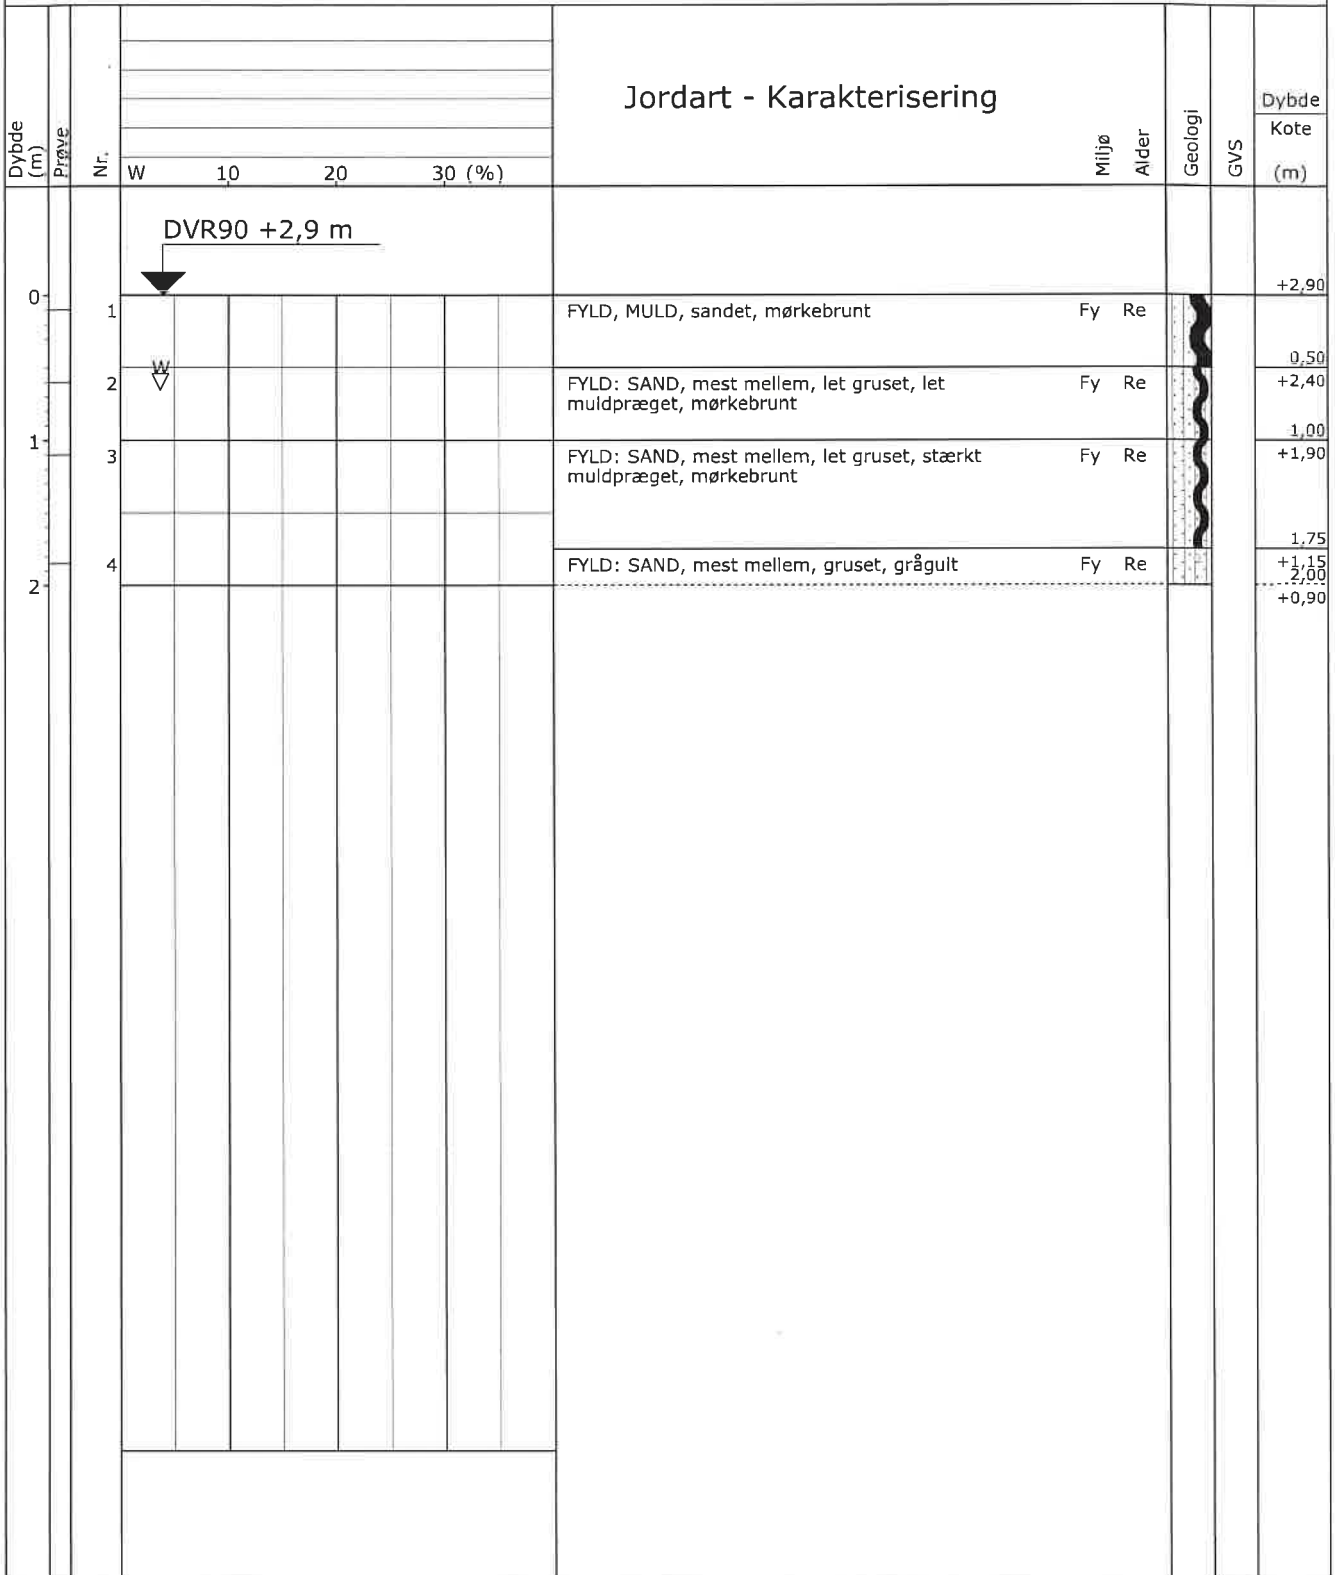 Jordart - Karakterisering
Dybde (m)
Prøve
Nr.
W 10 20 30 (%)
Miljø
Alder
Geologi
GVS
Dybde
Kote
(m)
DVR90 +2,9 m
+2,90
0
1 FYLD, MULD, sandet, mørkebrunt Fy Re
0,50
W
2 FYLD: SAND, mest mellem, let gruset, let Fy Re +2,40
muldpræget, mørkebrunt
1,00
1
3 FYLD: SAND, mest mellem, let gruset, stærkt Fy Re +1,90
muldpræget, mørkebrunt
1,75
4 FYLD: SAND, mest mellem, gruset, grågult Fy Re +1,15
2,00
2
+0,90